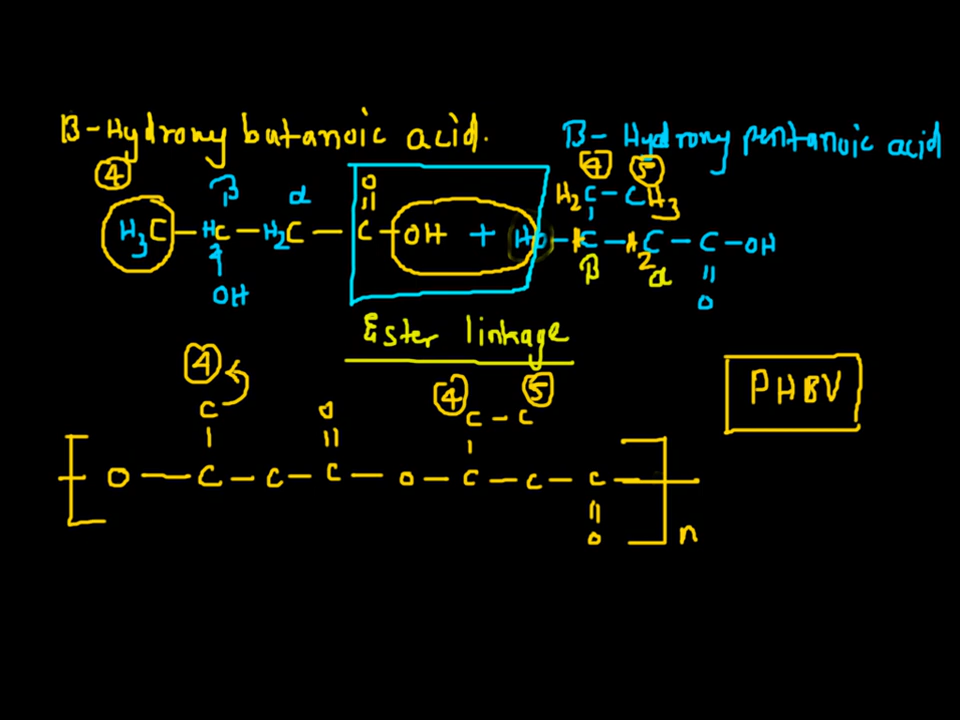 β-Hydroxy butanoic acid.
β- Hydroxy pentanoic acid
④ β α O ④ ⑤
H₂C – CH₃
H₃C – HC – H₂C – C – OH + HO – HC – H₂C – C – OH
OH β α O
Ester linkage
④ ④ ⑤ PHBV
C O C – C
[ O – C – C – C – O – C – C – C ]
O n